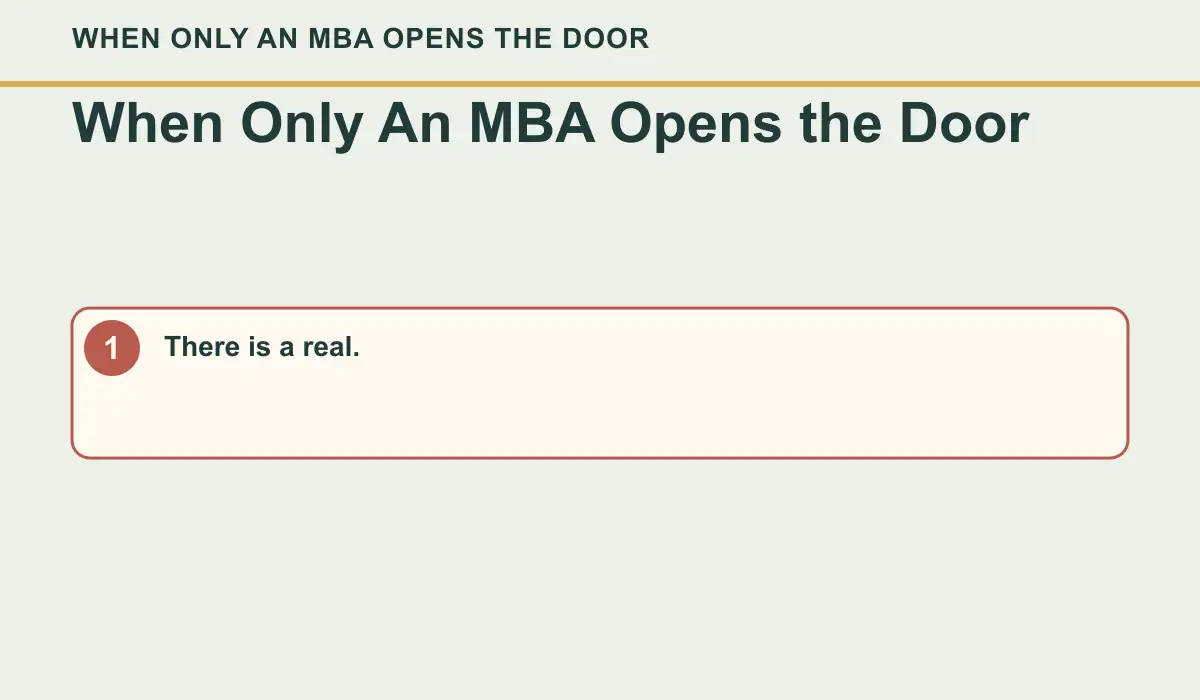 WHEN ONLY AN MBA OPENS THE DOOR
When Only An MBA Opens the Door
1 There is a real.